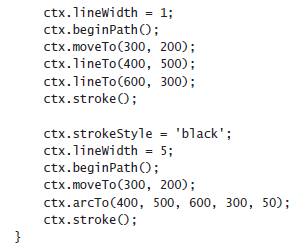 ctx.lineWidth = 1;
ctx.beginPath();
ctx.moveTo(300, 200);
ctx.lineTo(400, 500);
ctx.lineTo(600, 300);
ctx.stroke();

ctx.strokeStyle = 'black';
ctx.lineWidth = 5;
ctx.beginPath();
ctx.moveTo(300, 200);
ctx.arcTo(400, 500, 600, 300, 50);
ctx.stroke();
}